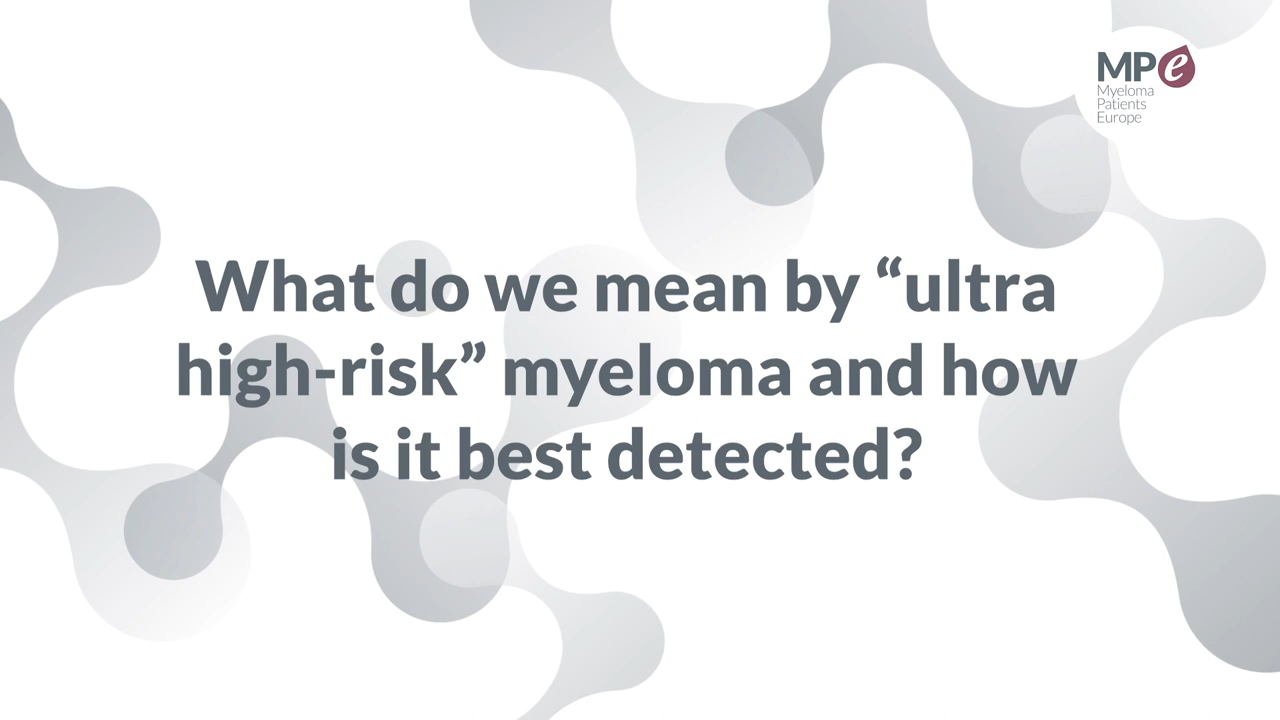 MPe
Myeloma
Patients
Europe
What do we mean by “ultra
high-risk” myeloma and how
is it best detected?